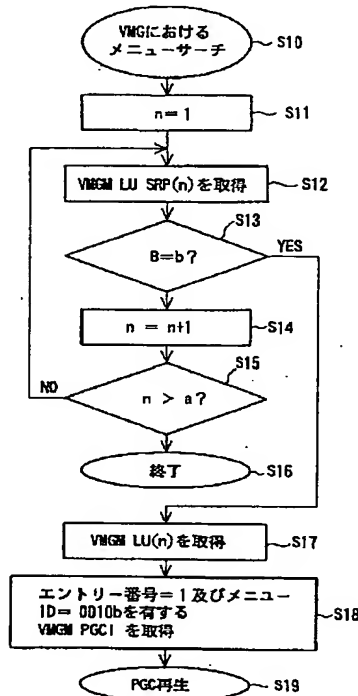 VMGにおける
メニューサーチ
S10
n=1
S11
VMGM LU SRP(n)を取得
S12
S13
B=b?
YES
n = n+1
S14
S15
NO
n > a?
終了
S16
VMGM LU(n)を取得
S17
エントリー番号=1及びメニュー
ID= 0010bを有する
VMGM PGCI を取得
S18
PGC再生
S19